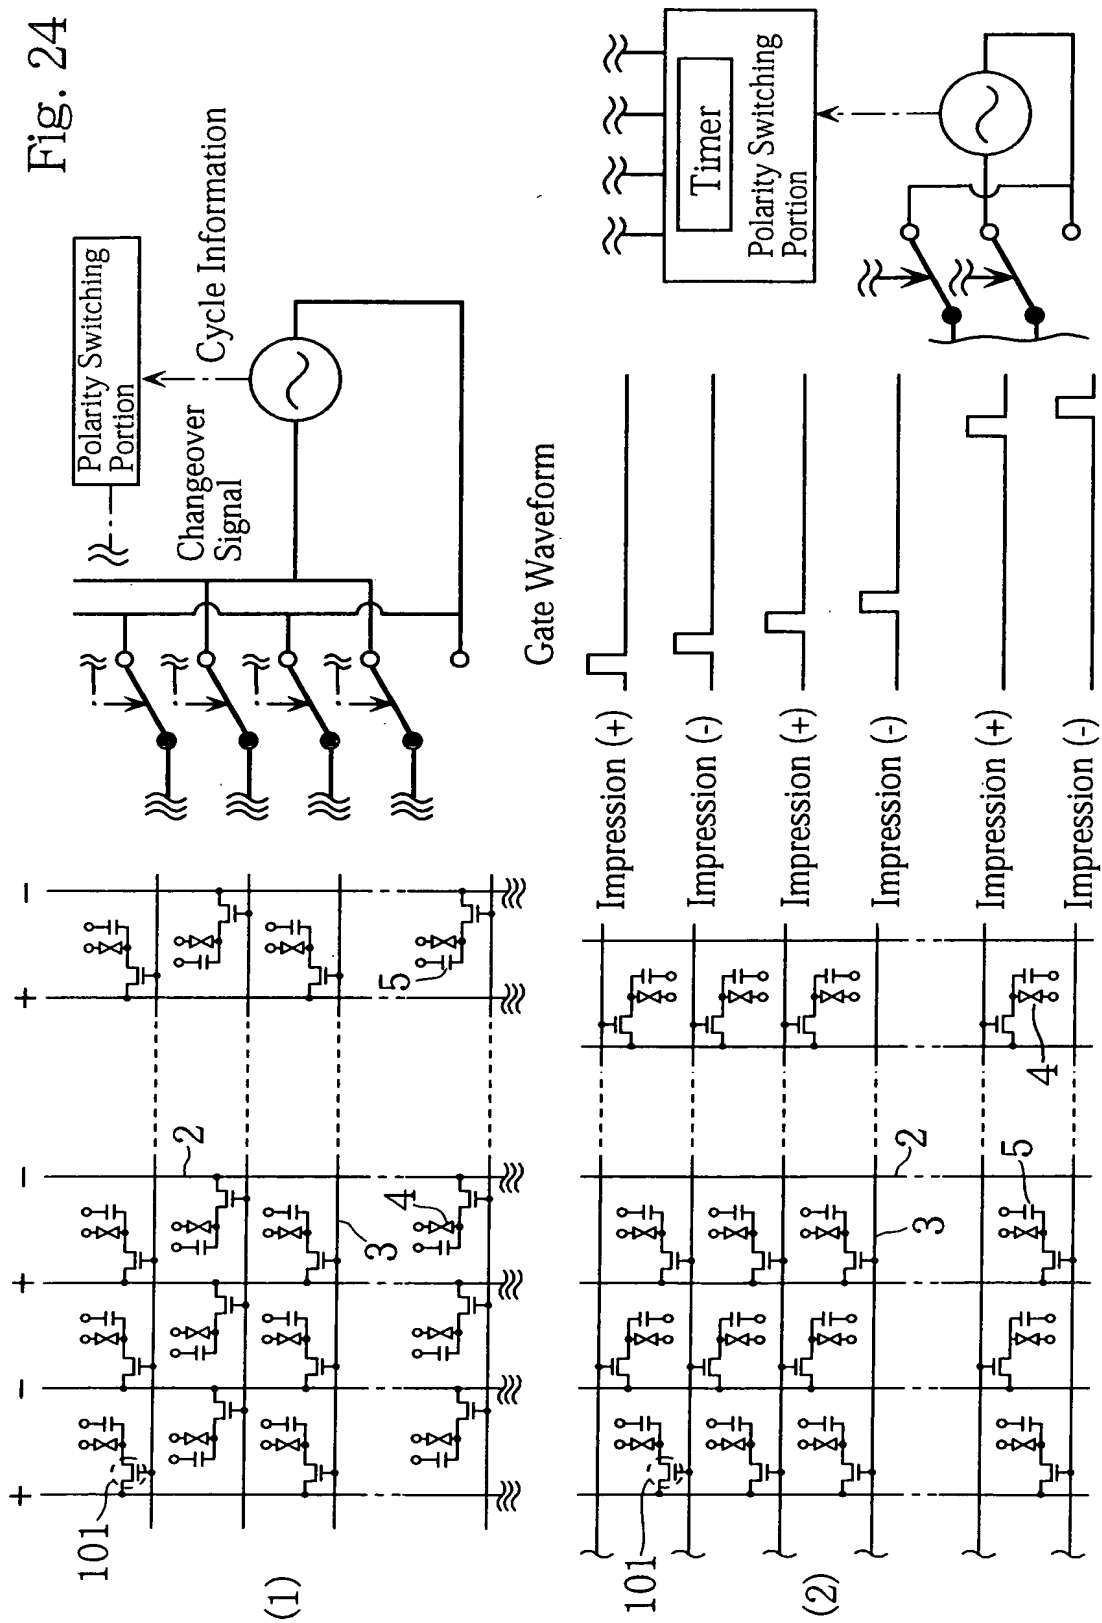 Fig. 24
(1)
101
+
-
+
-
+
-
2
3
4
5
Changeover
Signal
Polarity Switching
Portion
Cycle Information
(2)
101
2
3
4
5
Gate Waveform
Impression (+)
Impression (-)
Impression (+)
Impression (-)
Impression (+)
Impression (-)
Timer
Polarity Switching
Portion